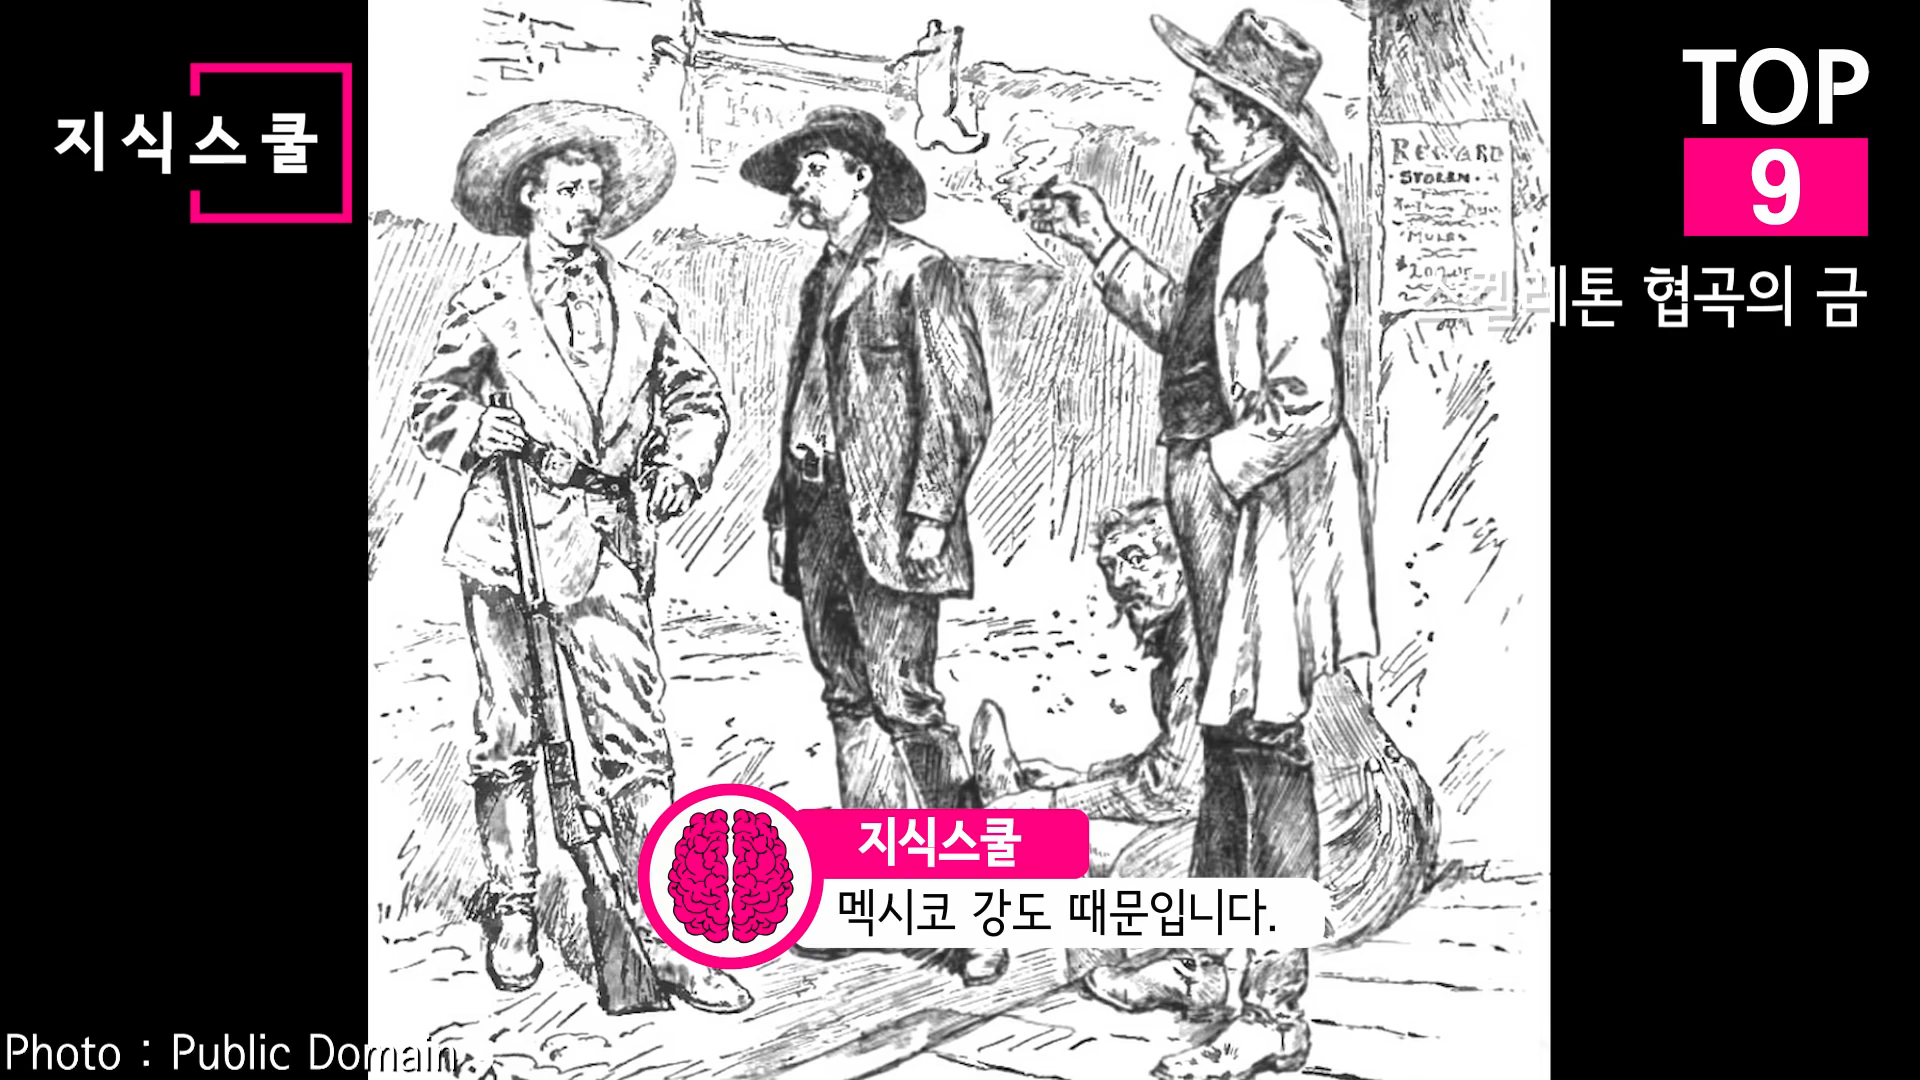 지식스쿨
TOP
9
스켈레톤 협곡의 금
REWARD
STOLEN
MULES
지식스쿨
멕시코 강도 때문입니다.
Photo : Public Domain